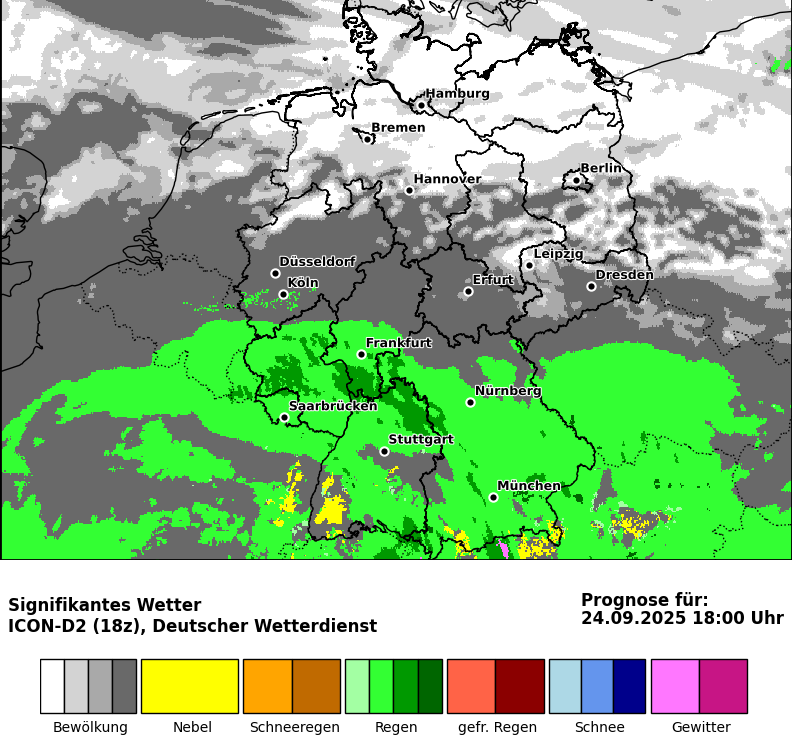 Hamburg
Bremen
Berlin
Hannover
Leipzig
Düsseldorf
Dresden
Köln
Erfurt
Frankfurt
Nürnberg
Saarbrücken
Stuttgart
München
Signifikantes Wetter
ICON-D2 (18z), Deutscher Wetterdienst
Prognose für:
24.09.2025 18:00 Uhr
Bewölkung Nebel Schneeregen Regen gefr. Regen Schnee Gewitter